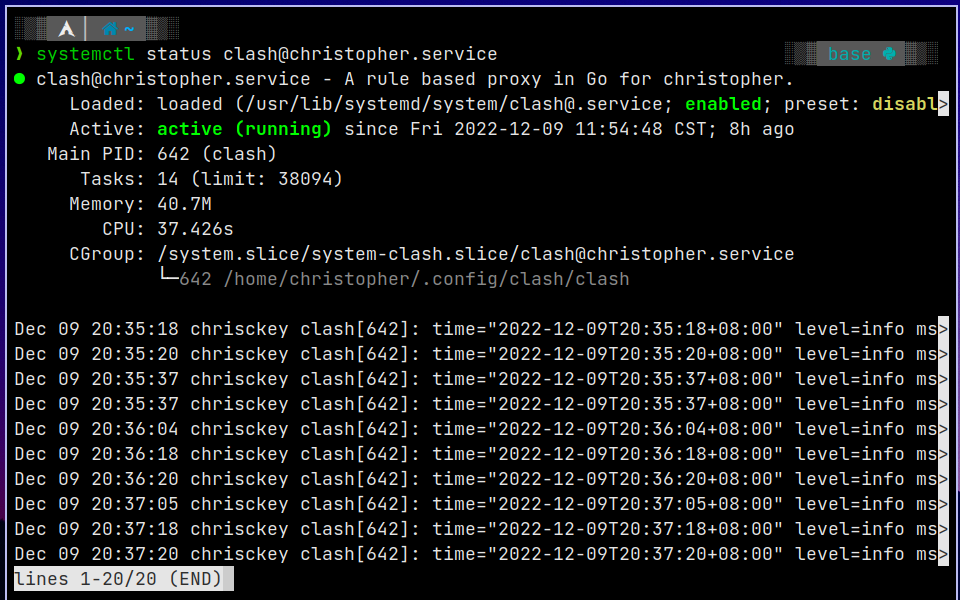 ~
❯ systemctl status clash@christopher.service base
● clash@christopher.service - A rule based proxy in Go for christopher.
Loaded: loaded (/usr/lib/systemd/system/clash@.service; enabled; preset: disabl>
Active: active (running) since Fri 2022-12-09 11:54:48 CST; 8h ago
Main PID: 642 (clash)
Tasks: 14 (limit: 38094)
Memory: 40.7M
CPU: 37.426s
CGroup: /system.slice/system-clash.slice/clash@christopher.service
└─642 /home/christopher/.config/clash/clash
Dec 09 20:35:18 chrisckey clash[642]: time="2022-12-09T20:35:18+08:00" level=info ms>
Dec 09 20:35:20 chrisckey clash[642]: time="2022-12-09T20:35:20+08:00" level=info ms>
Dec 09 20:35:37 chrisckey clash[642]: time="2022-12-09T20:35:37+08:00" level=info ms>
Dec 09 20:35:37 chrisckey clash[642]: time="2022-12-09T20:35:37+08:00" level=info ms>
Dec 09 20:36:04 chrisckey clash[642]: time="2022-12-09T20:36:04+08:00" level=info ms>
Dec 09 20:36:18 chrisckey clash[642]: time="2022-12-09T20:36:18+08:00" level=info ms>
Dec 09 20:36:20 chrisckey clash[642]: time="2022-12-09T20:36:20+08:00" level=info ms>
Dec 09 20:37:05 chrisckey clash[642]: time="2022-12-09T20:37:05+08:00" level=info ms>
Dec 09 20:37:18 chrisckey clash[642]: time="2022-12-09T20:37:18+08:00" level=info ms>
Dec 09 20:37:20 chrisckey clash[642]: time="2022-12-09T20:37:20+08:00" level=info ms>
lines 1-20/20 (END)